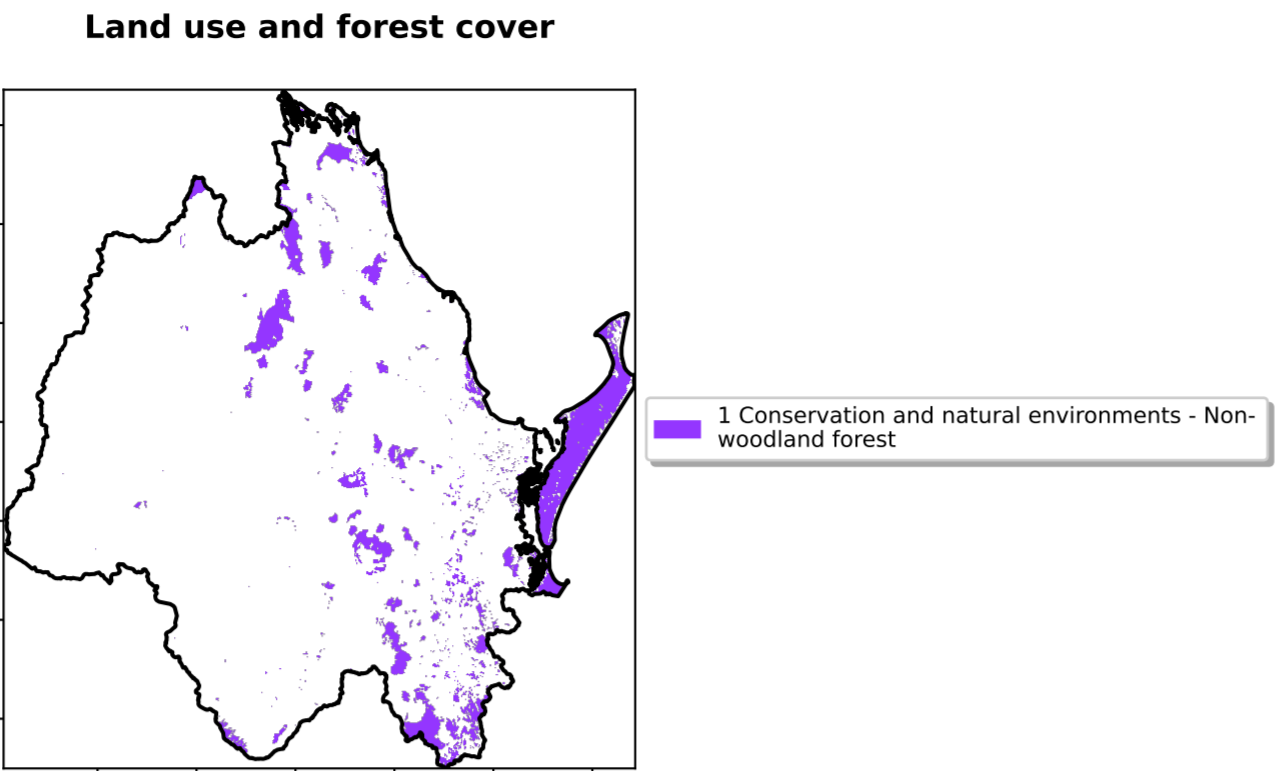 Land use and forest cover
1 Conservation and natural environments - Non-
woodland forest